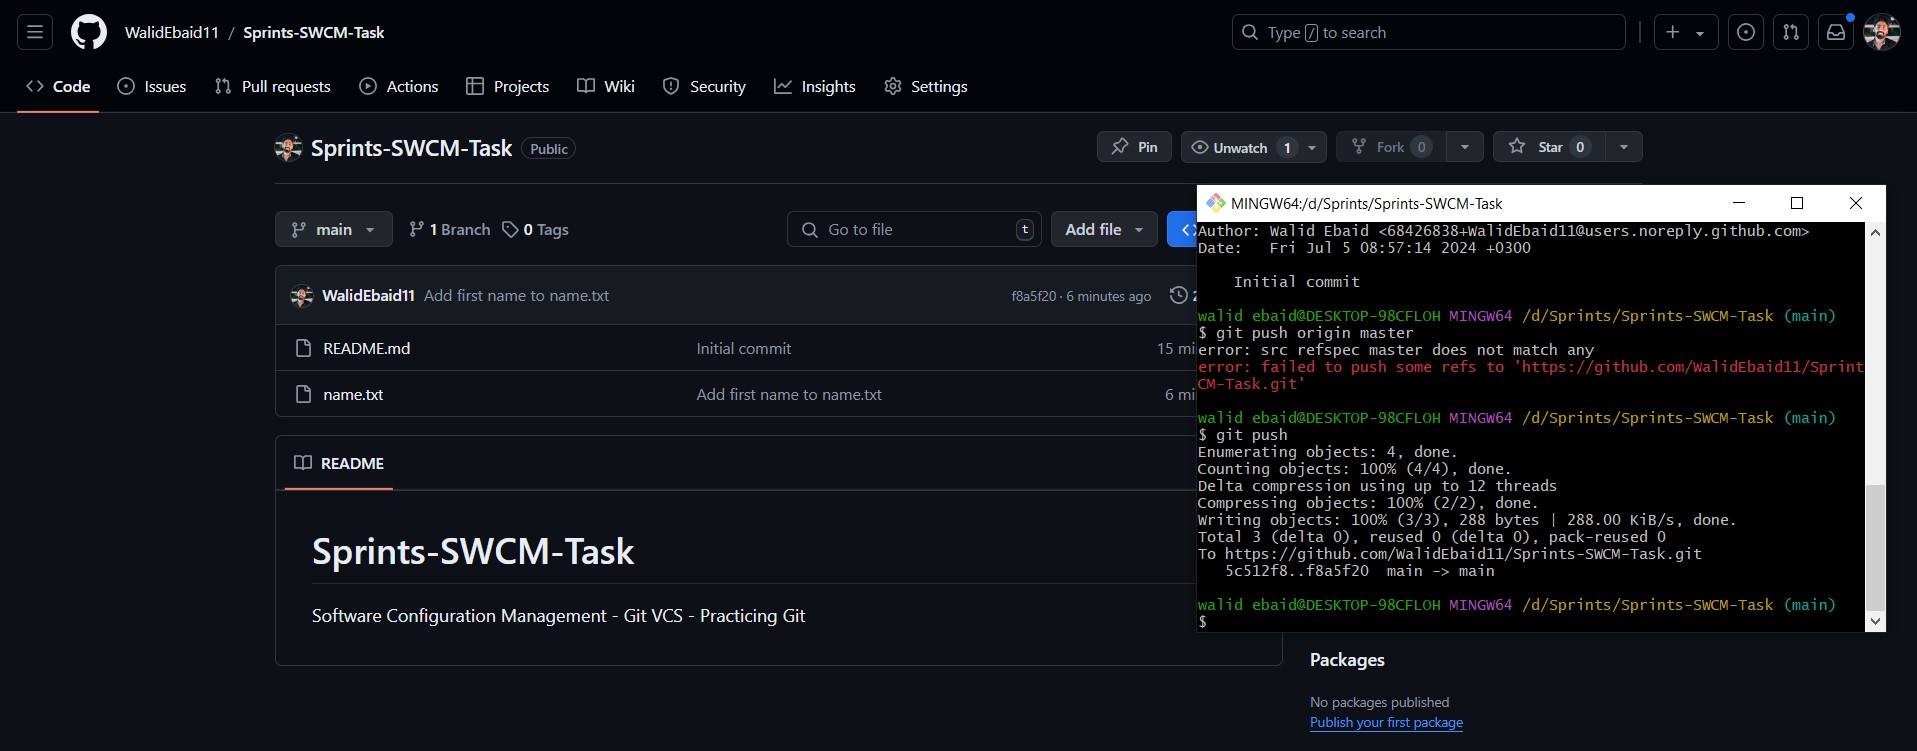 WalidEbaid11 / Sprints-SWCM-Task
Type / to search
Code Issues Pull requests Actions Projects Wiki Security Insights Settings
Sprints-SWCM-Task Public
Pin Unwatch 1 Fork 0 Star 0
main 1 Branch 0 Tags
Go to file t
Add file
WalidEbaid11 Add first name to name.txt f8a5f20 · 6 minutes ago
README.md Initial commit 15
name.txt Add first name to name.txt 6
README
Sprints-SWCM-Task
Software Configuration Management - Git VCS - Practicing Git
MINGW64:/d/Sprints/Sprints-SWCM-Task
Author: Walid Ebaid <68426838+WalidEbaid11@users.noreply.github.com>
Date: Fri Jul 5 08:57:14 2024 +0300
Initial commit
walid ebaid@DESKTOP-98CFLOH MINGW64 /d/Sprints/Sprints-SWCM-Task (main)
$ git push origin master
error: src refspec master does not match any
error: failed to push some refs to 'https://github.com/WalidEbaid11/Sprint
CM-Task.git'
walid ebaid@DESKTOP-98CFLOH MINGW64 /d/Sprints/Sprints-SWCM-Task (main)
$ git push
Enumerating objects: 4, done.
Counting objects: 100% (4/4), done.
Delta compression using up to 12 threads
Compressing objects: 100% (2/2), done.
Writing objects: 100% (3/3), 288 bytes | 288.00 KiB/s, done.
Total 3 (delta 0), reused 0 (delta 0), pack-reused 0
To https://github.com/WalidEbaid11/Sprints-SWCM-Task.git
5c512f8..f8a5f20 main -> main
walid ebaid@DESKTOP-98CFLOH MINGW64 /d/Sprints/Sprints-SWCM-Task (main)
$
Packages
No packages published
Publish your first package